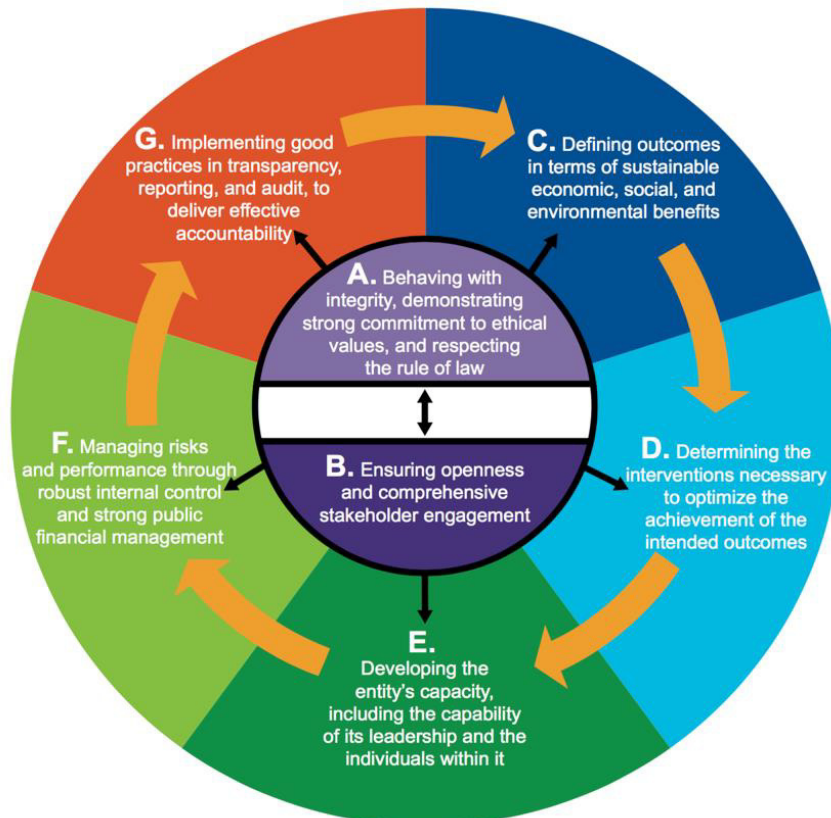 G. Implementing good
practices in transparency,
reporting, and audit, to
deliver effective
accountability
C. Defining outcomes
in terms of sustainable
economic, social, and
environmental benefits
A. Behaving with
integrity, demonstrating
strong commitment to ethical
values, and respecting
the rule of law
B. Ensuring openness
and comprehensive
stakeholder engagement
D. Determining the
interventions necessary
to optimize the
achievement of the
intended outcomes
E.
Developing the
entity's capacity,
including the capability
of its leadership and the
individuals within it
F. Managing risks
and performance through
robust internal control
and strong public
financial management